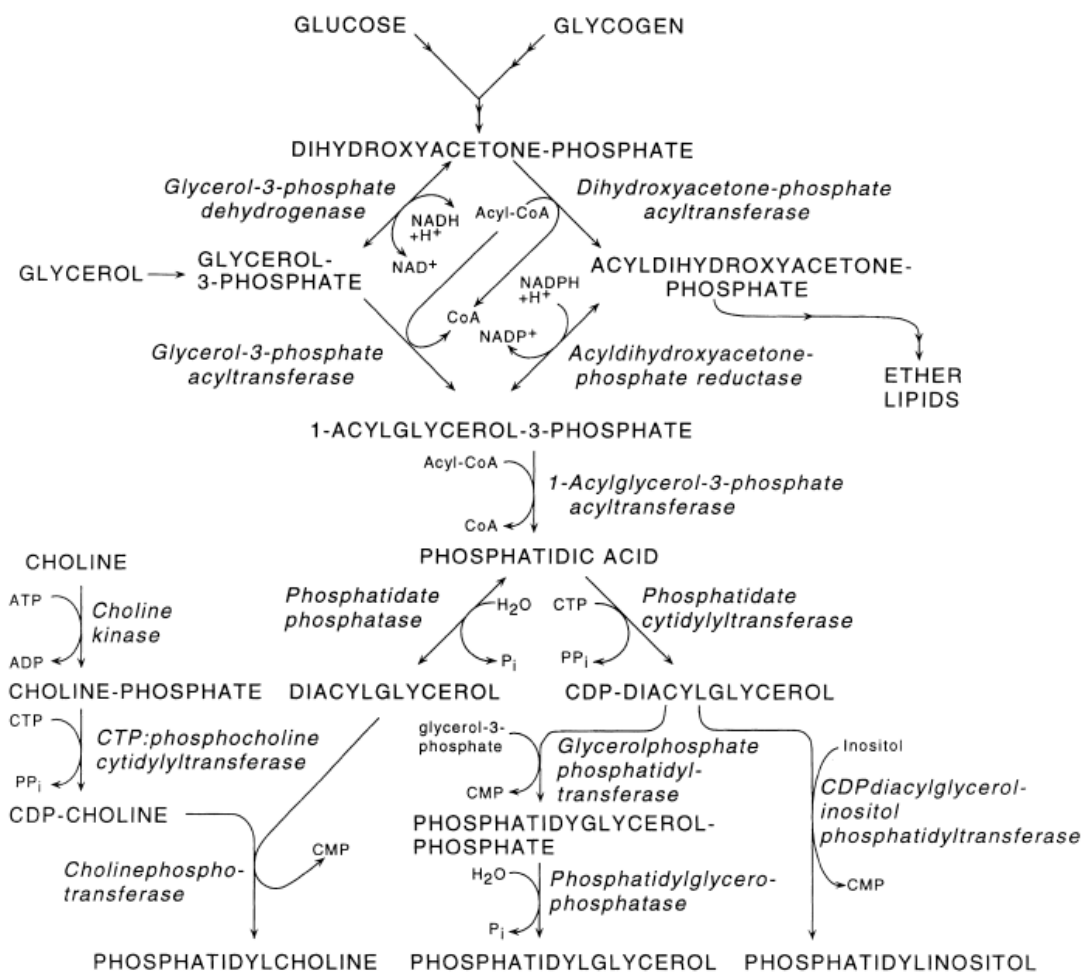 GLUCOSE
GLYCOGEN
DIHYDROXYACETONE-PHOSPHATE
Glycerol-3-phosphate
dehydrogenase
NADH
+H+
NAD+
Acyl-CoA
Dihydroxyacetone-phosphate
acyltransferase
GLYCEROL
GLYCEROL-
3-PHOSPHATE
ACYLDIHYDROXYACETONE-
PHOSPHATE
NADPH
+H+
CoA
NADP+
Glycerol-3-phosphate
acyltransferase
Acyldihydroxyacetone-
phosphate reductase
ETHER
LIPIDS
1-ACYLGLYCEROL-3-PHOSPHATE
Acyl-CoA
1-Acylglycerol-3-phosphate
acyltransferase
CoA
PHOSPHATIDIC ACID
CHOLINE
ATP
Choline
kinase
ADP
Phosphatidate
phosphatase
H2O
Pi
CTP
PPi
Phosphatidate
cytidylyltransferase
CHOLINE-PHOSPHATE
DIACYLGLYCEROL
CDP-DIACYLGLYCEROL
CTP
CTP:phosphocholine
cytidylyltransferase
PPi
glycerol-3-
phosphate
Glycerolphosphate
phosphatidyl-
transferase
CMP
Inositol
CDPdiacylglycerol-
inositol
phosphatidyltransferase
CMP
CDP-CHOLINE
PHOSPHATIDYGLYCEROL-
PHOSPHATE
Cholinephospho-
transferase
CMP
H2O
Phosphatidylglycero-
phosphatase
Pi
PHOSPHATIDYLCHOLINE
PHOSPHATIDYLGLYCEROL
PHOSPHATIDYLINOSITOL